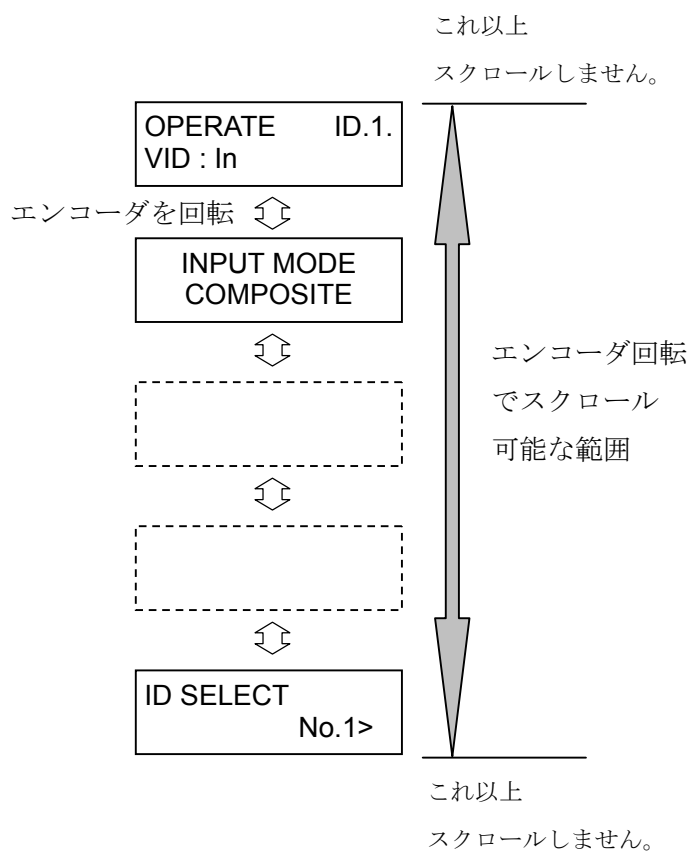 これ以上
スクロールしません。
OPERATE ID.1.
VID : In
エンコーダを回転
INPUT MODE
COMPOSITE
エンコーダ回転
でスクロール
可能な範囲
ID SELECT
No.1>
これ以上
スクロールしません。